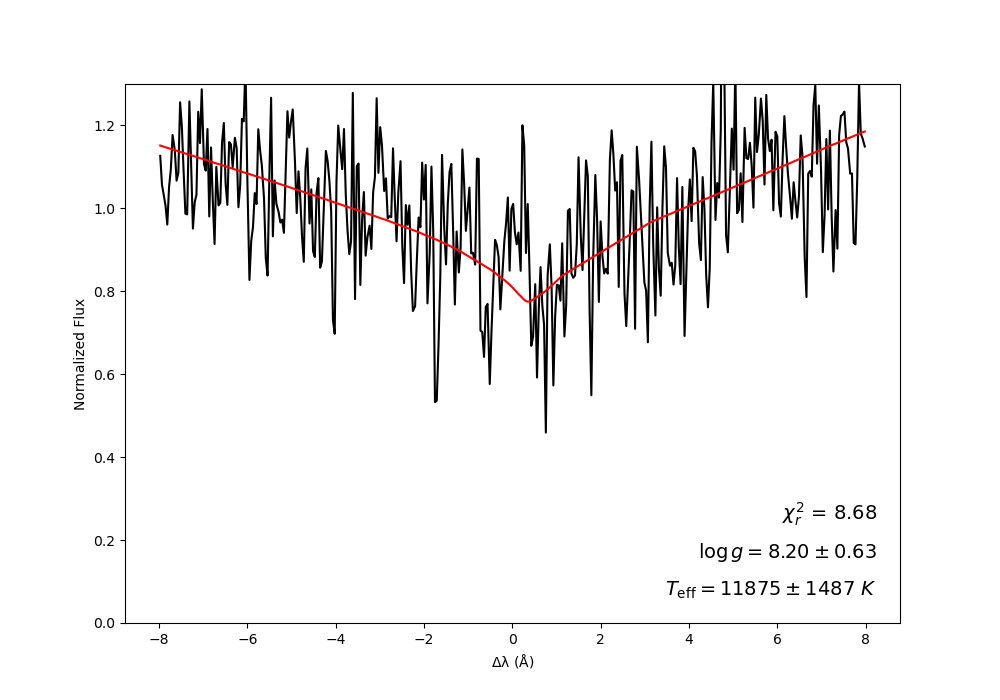 1.2
1.0
0.8
0.6
0.4
0.2
0.0
Normalized Flux
χ²ᵣ = 8.68
log g = 8.20 ± 0.63
T_eff = 11875 ± 1487 K
−8 −6 −4 −2 0 2 4 6 8
Δλ (Å)